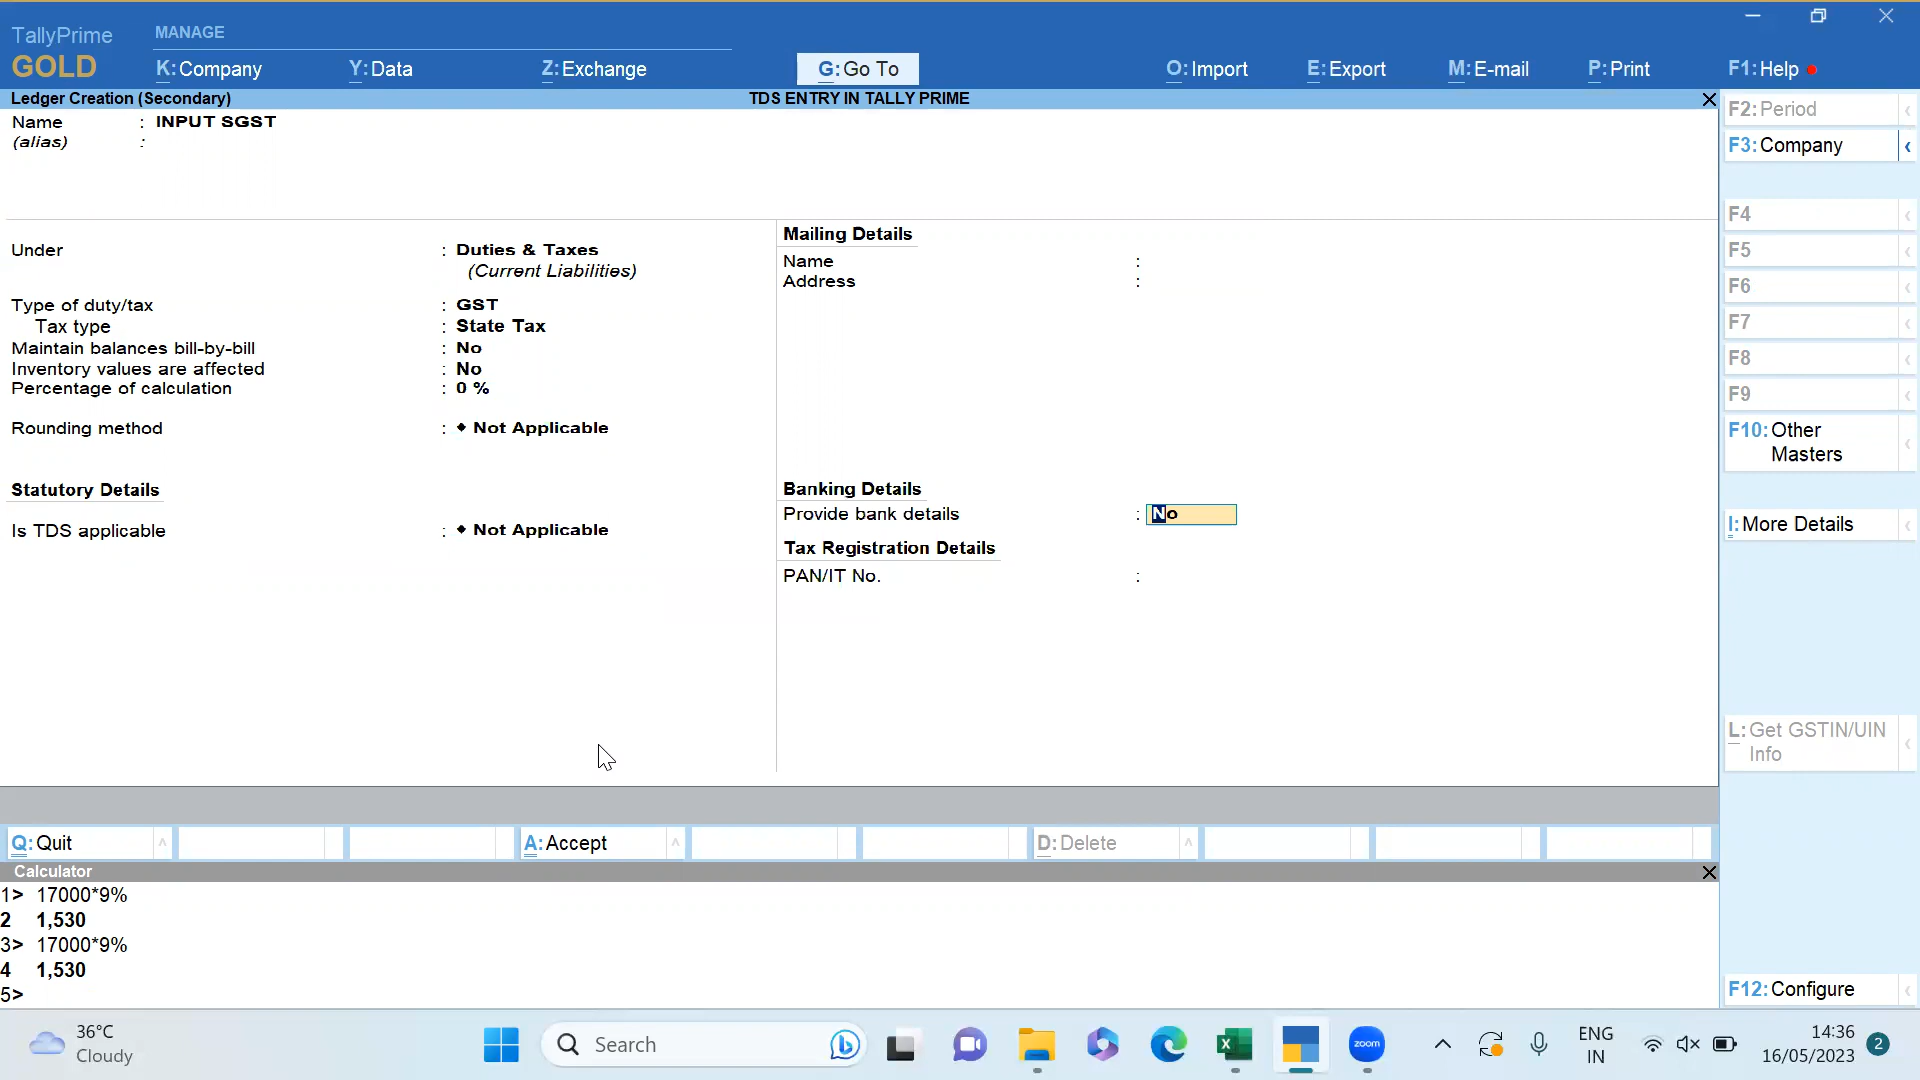 TallyPrime
GOLD
MANAGE
K:Company
Y:Data
Z:Exchange
G:Go To
O:Import
E:Export
M:E-mail
P:Print
F1:Help
Ledger Creation (Secondary)
TDS ENTRY IN TALLY PRIME
Name : INPUT SGST
(alias) :
Under : Duties & Taxes
(Current Liabilities)
Type of duty/tax : GST
Tax type : State Tax
Maintain balances bill-by-bill : No
Inventory values are affected : No
Percentage of calculation : 0 %
Rounding method : ♦ Not Applicable
Statutory Details
Is TDS applicable : ♦ Not Applicable
Mailing Details
Name :
Address :
Banking Details
Provide bank details : No
Tax Registration Details
PAN/IT No. :
F2:Period
F3:Company
F4
F5
F6
F7
F8
F9
F10:Other
Masters
I:More Details
L:Get GSTIN/UIN
Info
F12:Configure
Q:Quit
A:Accept
D:Delete
Calculator
1> 17000*9%
2 1,530
3> 17000*9%
4 1,530
5>
36°C
Cloudy
Search
zoom
ENG
IN
14:36
16/05/2023
2